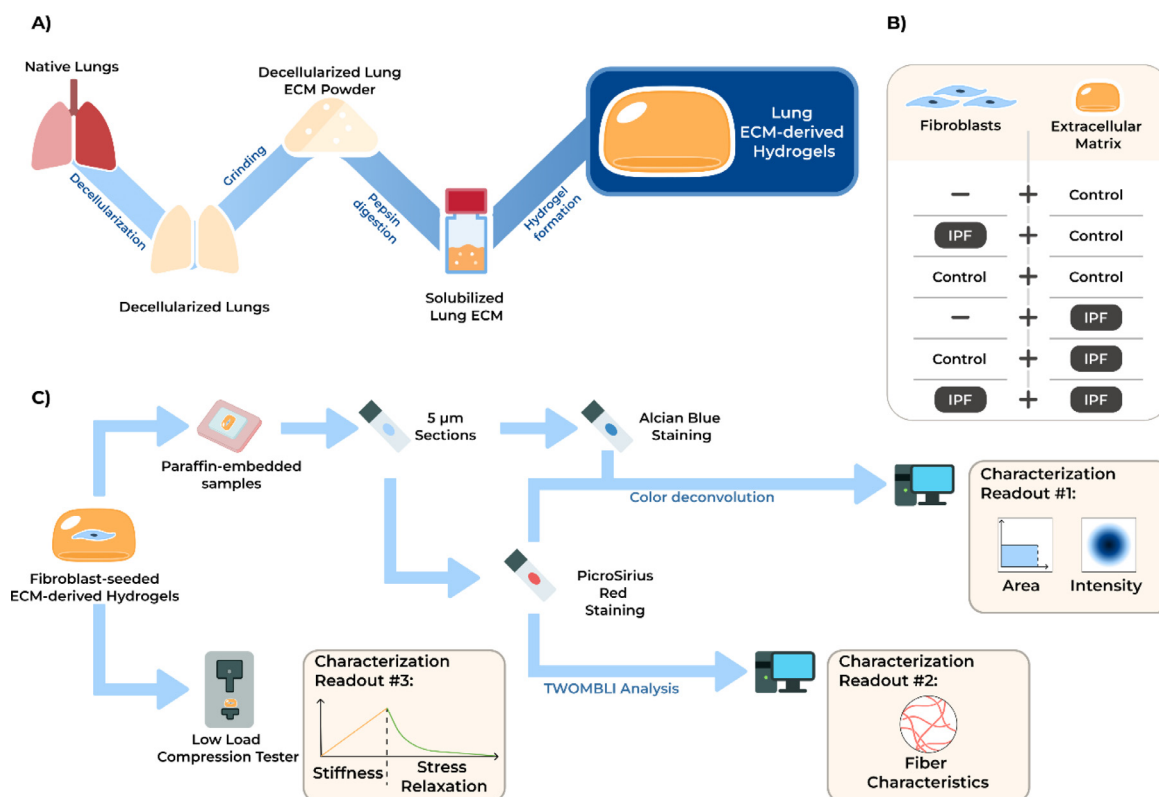 A)
Native Lungs
Decellularization
Decellularized Lungs
Grinding
Decellularized Lung
ECM Powder
Pepsin
digestion
Solubilized
Lung ECM
Hydrogel
formation
Lung
ECM-derived
Hydrogels
B)
Fibroblasts
Extracellular
Matrix
− + Control
IPF + Control
Control + Control
− + IPF
Control + IPF
IPF + IPF
C)
Fibroblast-seeded
ECM-derived Hydrogels
Paraffin-embedded
samples
5 µm
Sections
Alcian Blue
Staining
Color deconvolution
PicroSirius
Red
Staining
TWOMBLI Analysis
Characterization
Readout #1:
Area
Intensity
Characterization
Readout #2:
Fiber
Characteristics
Low Load
Compression Tester
Characterization
Readout #3:
Stiffness
Stress
Relaxation